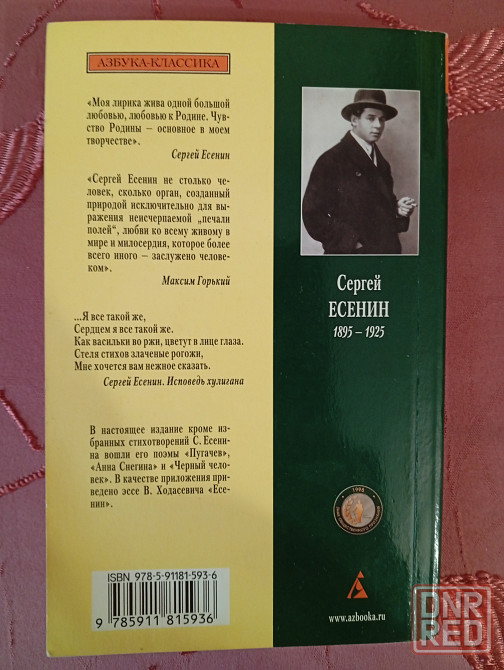 АЗБУКА-КЛАССИКА
«Моя лирика жива одной большой
любовью, любовью к Родине. Чув-
ство Родины – основное в моем
творчестве».
Сергей Есенин
«Сергей Есенин не столько че-
ловек, сколько орган, созданный
природой исключительно для вы-
ражения неисчерпаемой „печали
полей“, любви ко всему живому в
мире и милосердия, которое более
всего иного – заслужено челове-
ком».
Максим Горький
...Я все такой же,
Сердцем я все такой же.
Как васильки во ржи, цветут в лице глаза.
Стеля стихов злаченые рогожи,
Мне хочется вам нежное сказать.
Сергей Есенин. Исповедь хулигана
В настоящее издание кроме из-
бранных стихотворений С. Есени-
на вошли его поэмы «Пугачев»,
«Анна Снегина» и «Черный чело-
век». В качестве приложения при-
ведено эссе В. Ходасевича «Есе-
нин».
ISBN 978-5-91181-593-6
9 785911 815936
Сергей
ЕСЕНИН
1895 – 1925
1998
www.azbooka.ru
DNR
RED